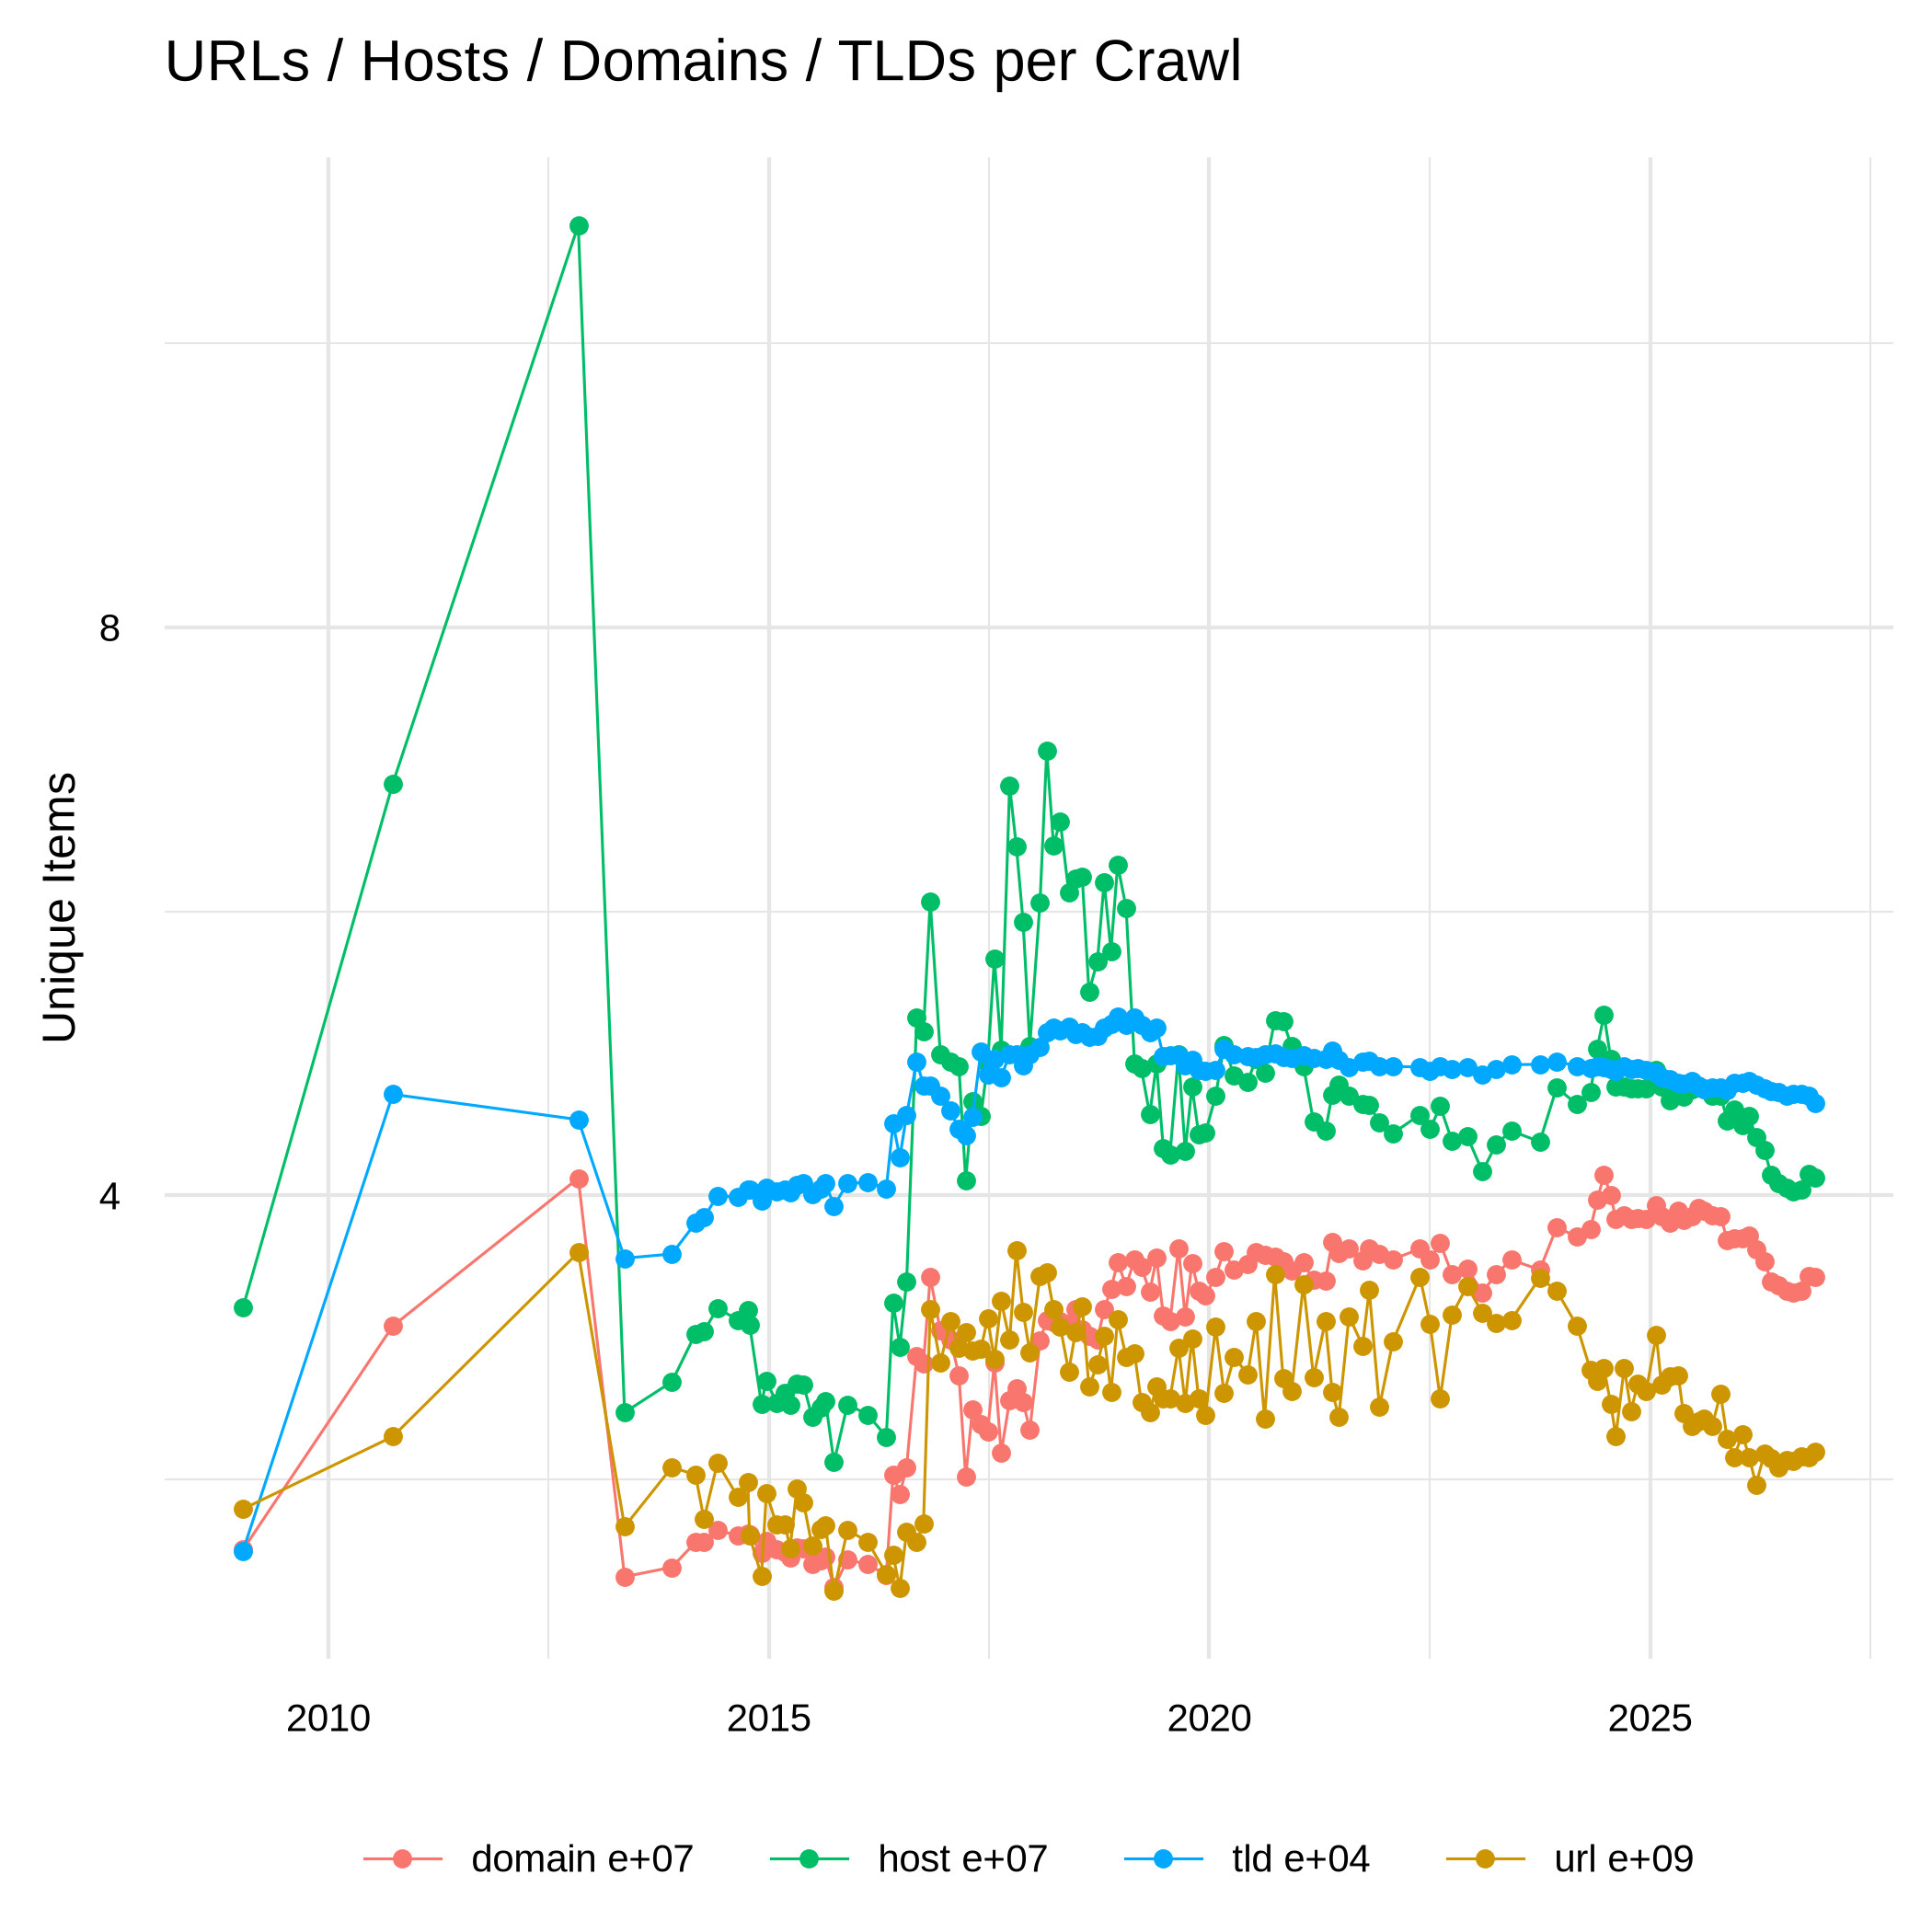 URLs / Hosts / Domains / TLDs per Crawl
Unique Items
8
4
2010 2015 2020 2025
domain e+07 host e+07 tld e+04 url e+09